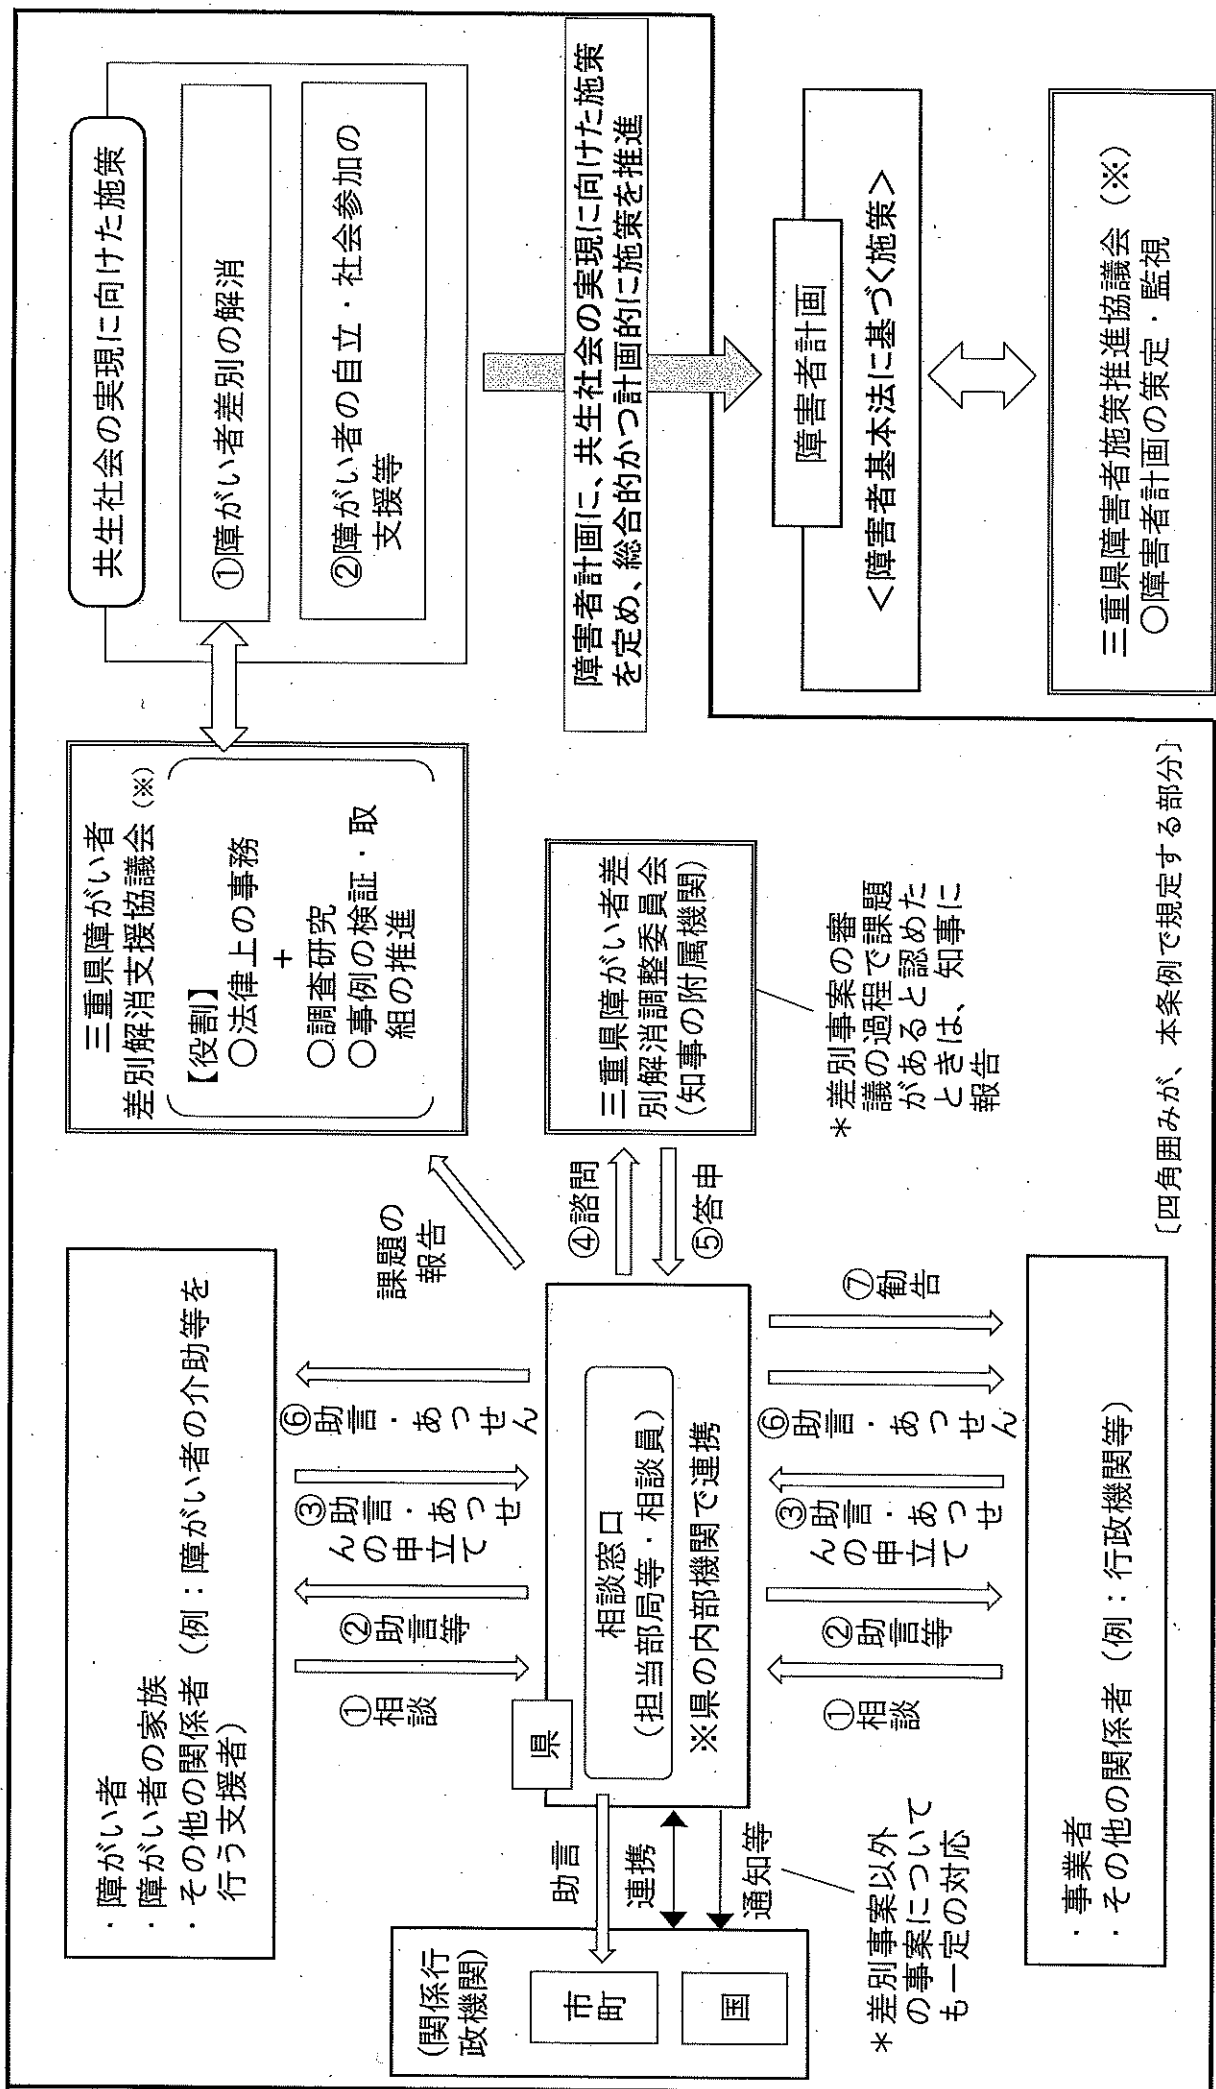 ・障がい者
・障がい者の家族
・その他の関係者（例：障がい者の介助等を
行う支援者）
三重県障がい者
差別解消支援協議会（※）
【役割】
○法律上の事務
＋
○調査研究
○事例の検証・取
組の推進
共生社会の実現に向けた施策
①障がい者差別の解消
②障がい者の自立・社会参加の
支援等
①相談
②助言等
③助言・あっせ
んの申立て
⑥助言・あっせん
課題の
報告
(関係行
政機関)
市町
国
助言
連携
通知等
県
相談窓口
（担当部局等・相談員）
※県の内部機関で連携
④諮問
⑤答申
三重県障がい者差
別解消調整委員会
（知事の附属機関）
障害者計画に、共生社会の実現に向けた施策
を定め、総合的かつ計画的に施策を推進
①相談
②助言等
③助言・あっせ
んの申立て
⑥助言・あっせん
⑦勧告
＊差別事案以外
の事案について
も一定の対応
＊差別事案の審
議の過程で課題
があると認めた
ときは、知事に
報告
障害者計画
＜障害者基本法に基づく施策＞
・事業者
・その他の関係者（例：行政機関等）
三重県障害者施策推進協議会（※）
○障害者計画の策定・監視
〔四角囲みが、本条例で規定する部分〕